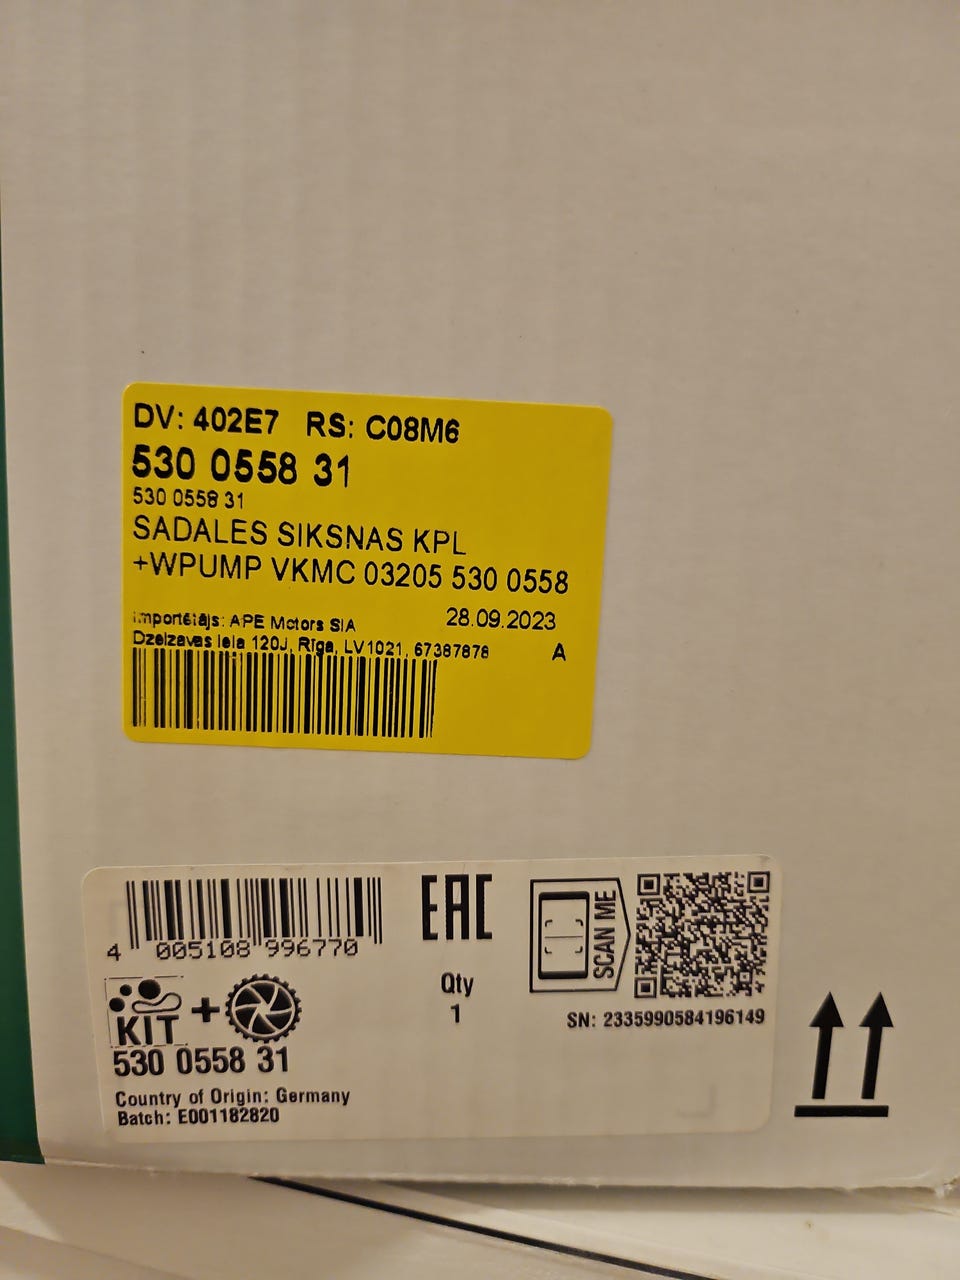 DV: 402E7 RS: C08M6
530 0558 31
530 0558 31
SADALES SIKSNAS KPL
+WPUMP VKMC 03205 530 0558
importētājs: APE Motors SIA 28.09.2023
Dzelzavas iela 120J, Rīga, LV1021, 67387878 A
4 005108 996770
EAC
SCAN ME
Qty
1
SN: 2335990584196149
KIT +
530 0558 31
Country of Origin: Germany
Batch: E001182820